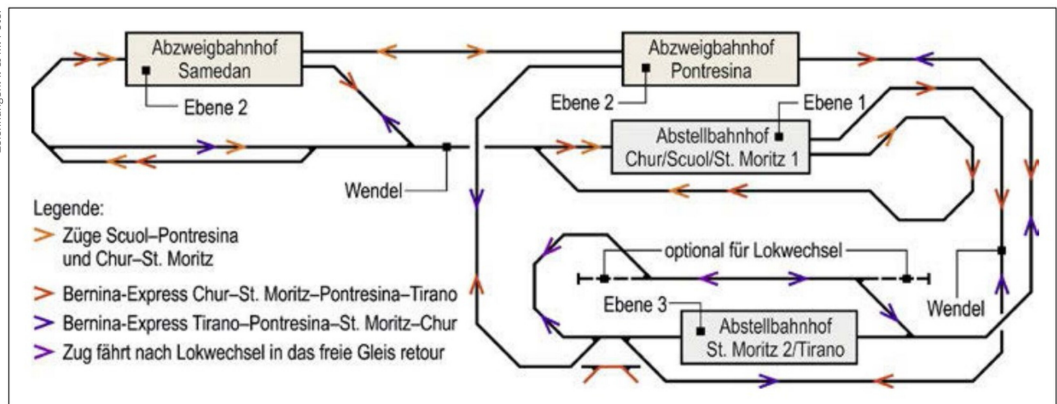 Abzweigbahnhof
Samedan
Ebene 2
Abzweigbahnhof
Pontresina
Ebene 2
Ebene 1
Abstellbahnhof
Chur/Scuol/St. Moritz 1
Wendel
Legende:
Züge Scuol–Pontresina
und Chur–St. Moritz
Bernina-Express Chur–St. Moritz–Pontresina–Tirano
Bernina-Express Tirano–Pontresina–St. Moritz–Chur
Zug fährt nach Lokwechsel in das freie Gleis retour
optional für Lokwechsel
Ebene 3
Wendel
Abstellbahnhof
St. Moritz 2/Tirano